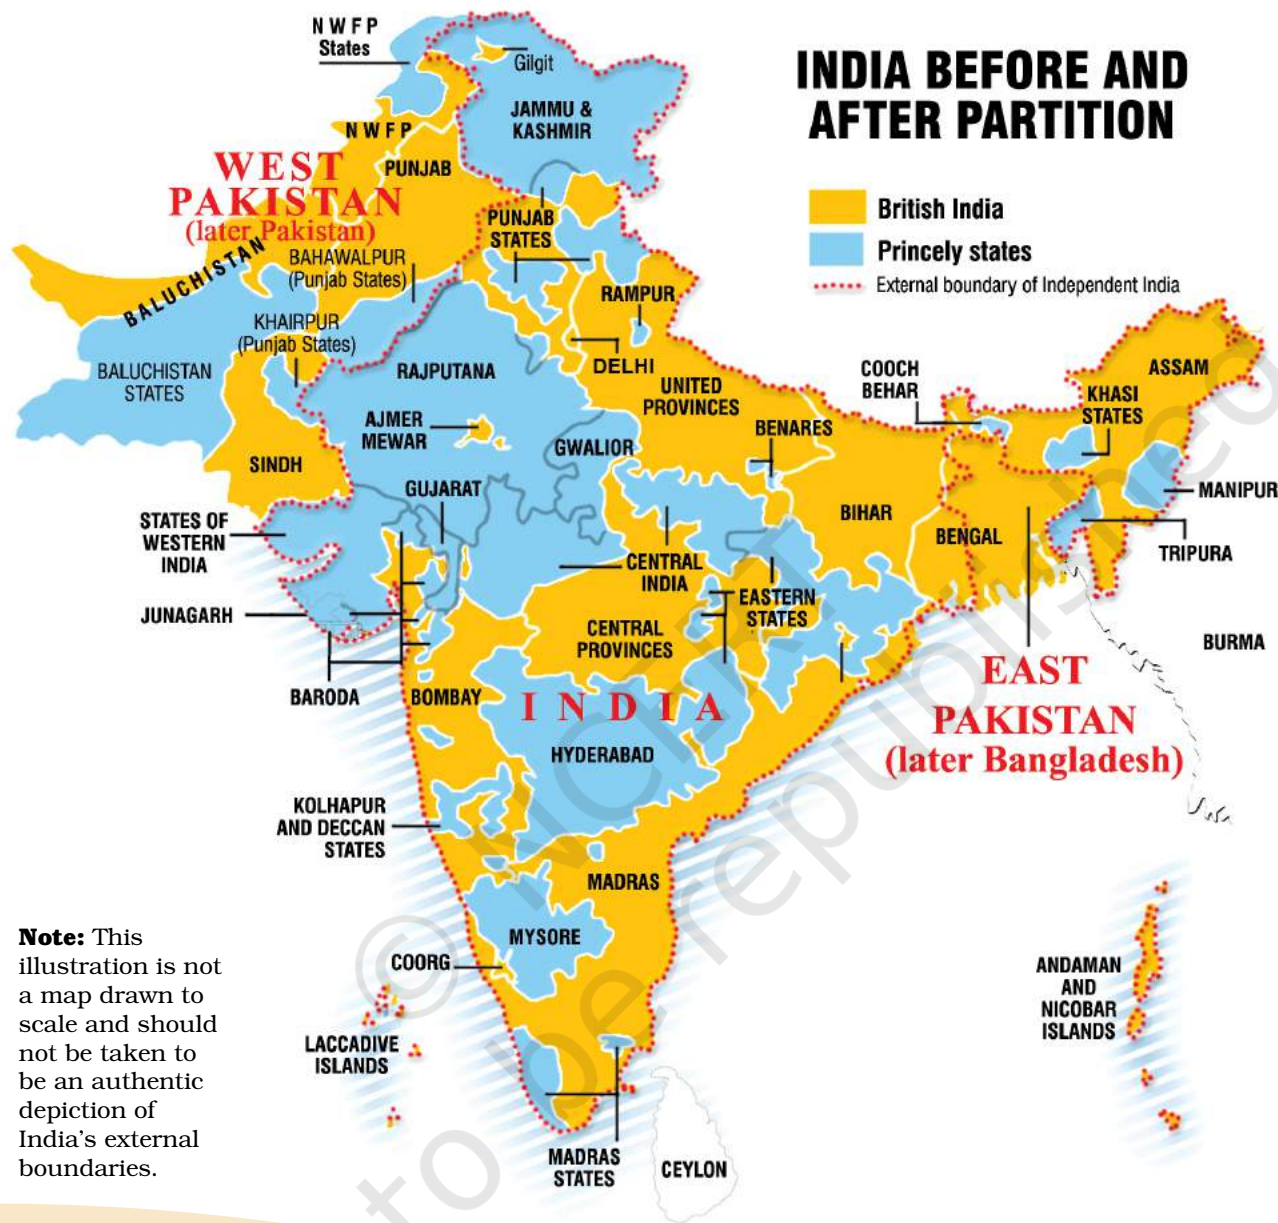 INDIA BEFORE AND
AFTER PARTITION
British India
Princely states
External boundary of Independent India
N W F P
States
Gilgit
JAMMU &
KASHMIR
N W F P
WEST
PAKISTAN
(later Pakistan)
PUNJAB
PUNJAB
STATES
BALUCHISTAN
BAHAWALPUR
(Punjab States)
KHAIRPUR
(Punjab States)
BALUCHISTAN
STATES
RAMPUR
DELHI
RAJPUTANA
UNITED
PROVINCES
COOCH
BEHAR
ASSAM
KHASI
STATES
AJMER
MEWAR
GWALIOR
BENARES
SINDH
GUJARAT
MANIPUR
STATES OF
WESTERN
INDIA
BIHAR
BENGAL
TRIPURA
CENTRAL
INDIA
EASTERN
STATES
JUNAGARH
CENTRAL
PROVINCES
BURMA
BARODA
BOMBAY
INDIA
EAST
PAKISTAN
(later Bangladesh)
HYDERABAD
KOLHAPUR
AND DECCAN
STATES
MADRAS
MYSORE
COORG
Note: This
illustration is not
a map drawn to
scale and should
not be taken to
be an authentic
depiction of
India's external
boundaries.
LACCADIVE
ISLANDS
ANDAMAN
AND
NICOBAR
ISLANDS
MADRAS
STATES
CEYLON
© NCERT
to be republished